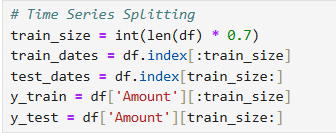 # Time Series Splitting
train_size = int(len(df) * 0.7)
train_dates = df.index[:train_size]
test_dates = df.index[train_size:]
y_train = df['Amount'][:train_size]
y_test = df['Amount'][train_size:]